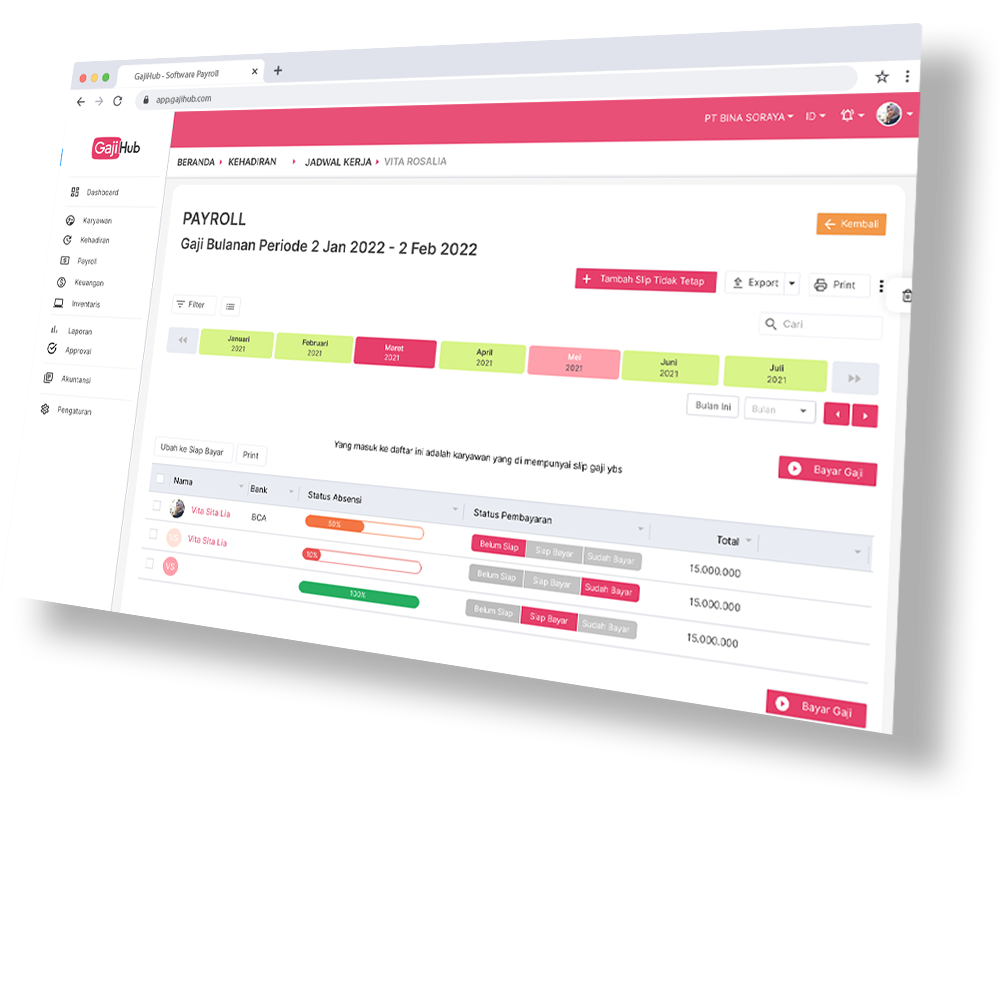 GajiHub - Software Payroll
app.gajihub.com
GajiHub
PT BINA SORAYA
ID
BERANDA KEHADIRAN JADWAL KERJA VITA ROSALIA
Dashboard
Karyawan
Kehadiran
Payroll
Keuangan
Inventaris
Laporan
Approval
Akuntansi
Pengaturan
PAYROLL
Kembali
Gaji Bulanan Periode 2 Jan 2022 - 2 Feb 2022
+ Tambah Slip Tidak Tetap
Export
Print
Filter
Cari
Januari 2021
Februari 2021
Maret 2021
April 2021
Mei 2021
Juni 2021
Juli 2021
Bulan Ini
Bulan
Ubah ke Siap Bayar
Print
Yang masuk ke daftar ini adalah karyawan yang di mempunyai slip gaji ybs
Bayar Gaji
Nama Bank Status Absensi Status Pembayaran Total
Vita Sita Lia BCA 50% Belum Siap Siap Bayar Sudah Bayar 15.000.000
VS Vita Sita Lia 10% Belum Siap Siap Bayar Sudah Bayar 15.000.000
VS 100% Belum Siap Siap Bayar Sudah Bayar 15.000.000
Bayar Gaji